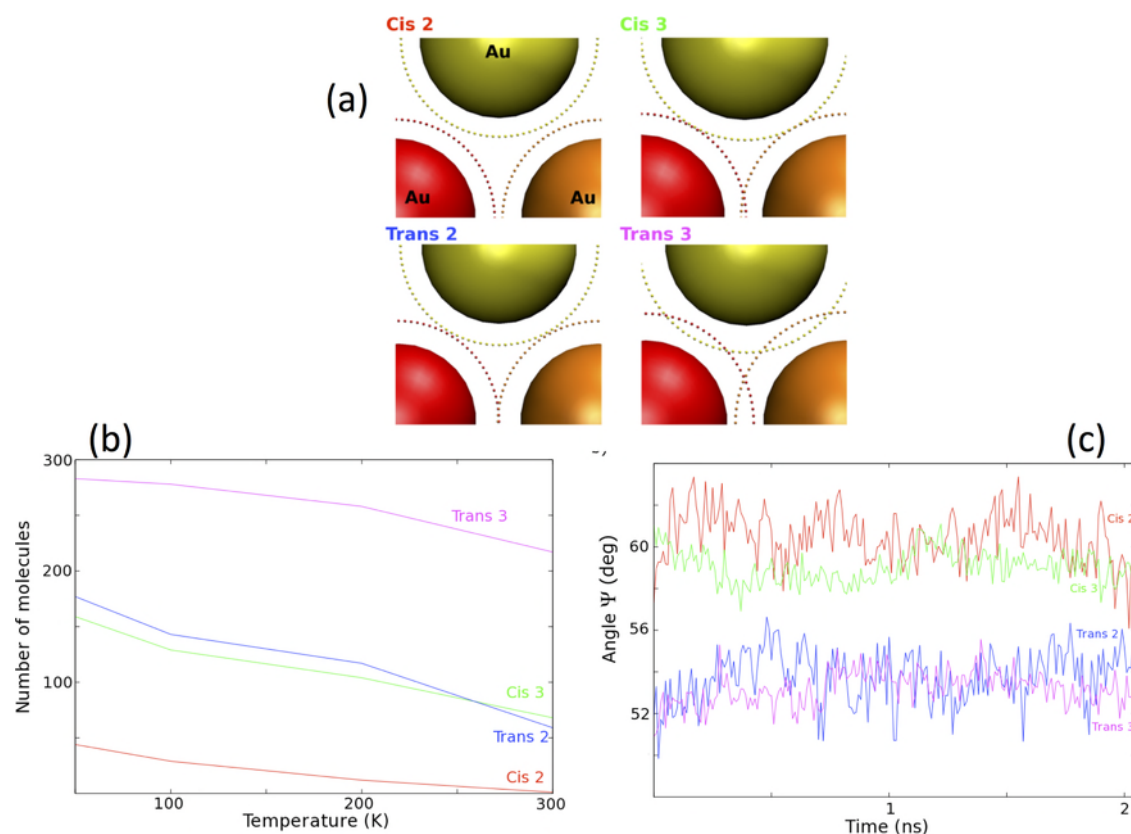 Cis 2
Cis 3
Au
(a)
Au
Au
Trans 2
Trans 3
(b)
(c)
300
200
100
Number of molecules
Trans 3
Cis 3
Trans 2
Cis 2
100
200
300
Temperature (K)
60
56
52
Angle Ψ (deg)
Cis 2
Cis 3
Trans 2
Trans 3
1
2
Time (ns)